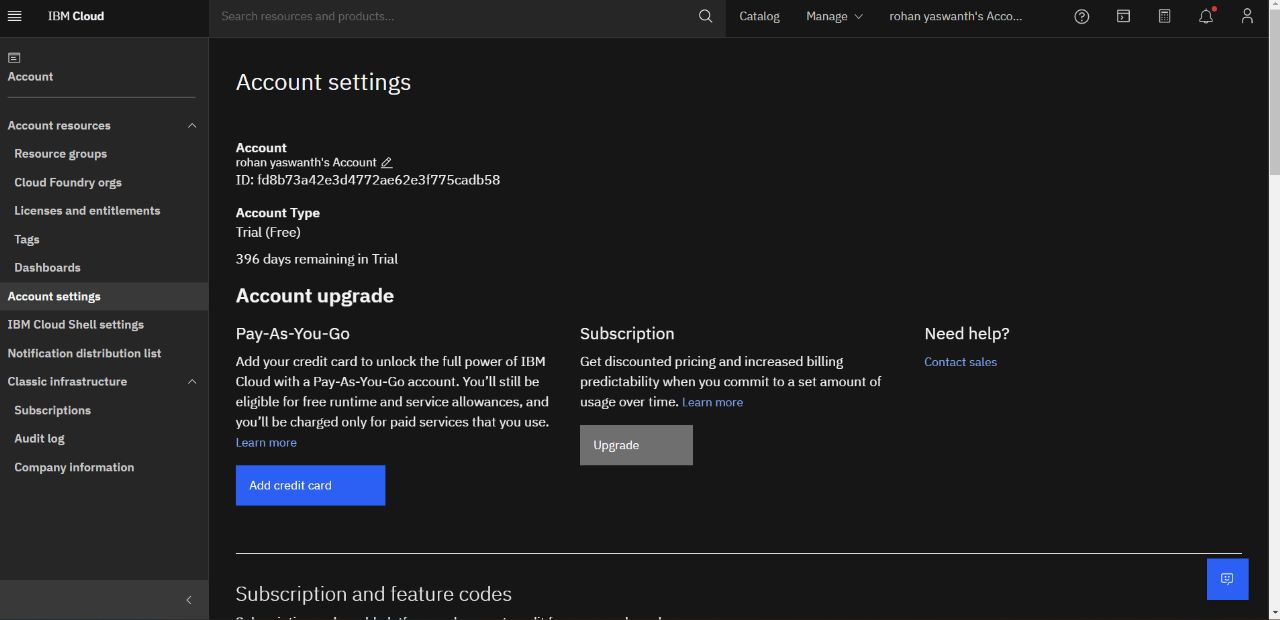 IBM Cloud
Search resources and products...
Catalog
Manage
rohan yaswanth's Acco...
Account
Account resources
Resource groups
Cloud Foundry orgs
Licenses and entitlements
Tags
Dashboards
Account settings
IBM Cloud Shell settings
Notification distribution list
Classic infrastructure
Subscriptions
Audit log
Company information
Account settings
Account
rohan yaswanth's Account
ID: fd8b73a42e3d4772ae62e3f775cadb58
Account Type
Trial (Free)
396 days remaining in Trial
Account upgrade
Pay-As-You-Go
Add your credit card to unlock the full power of IBM
Cloud with a Pay-As-You-Go account. You’ll still be
eligible for free runtime and service allowances, and
you’ll be charged only for paid services that you use.
Learn more
Add credit card
Subscription
Get discounted pricing and increased billing
predictability when you commit to a set amount of
usage over time. Learn more
Upgrade
Need help?
Contact sales
Subscription and feature codes